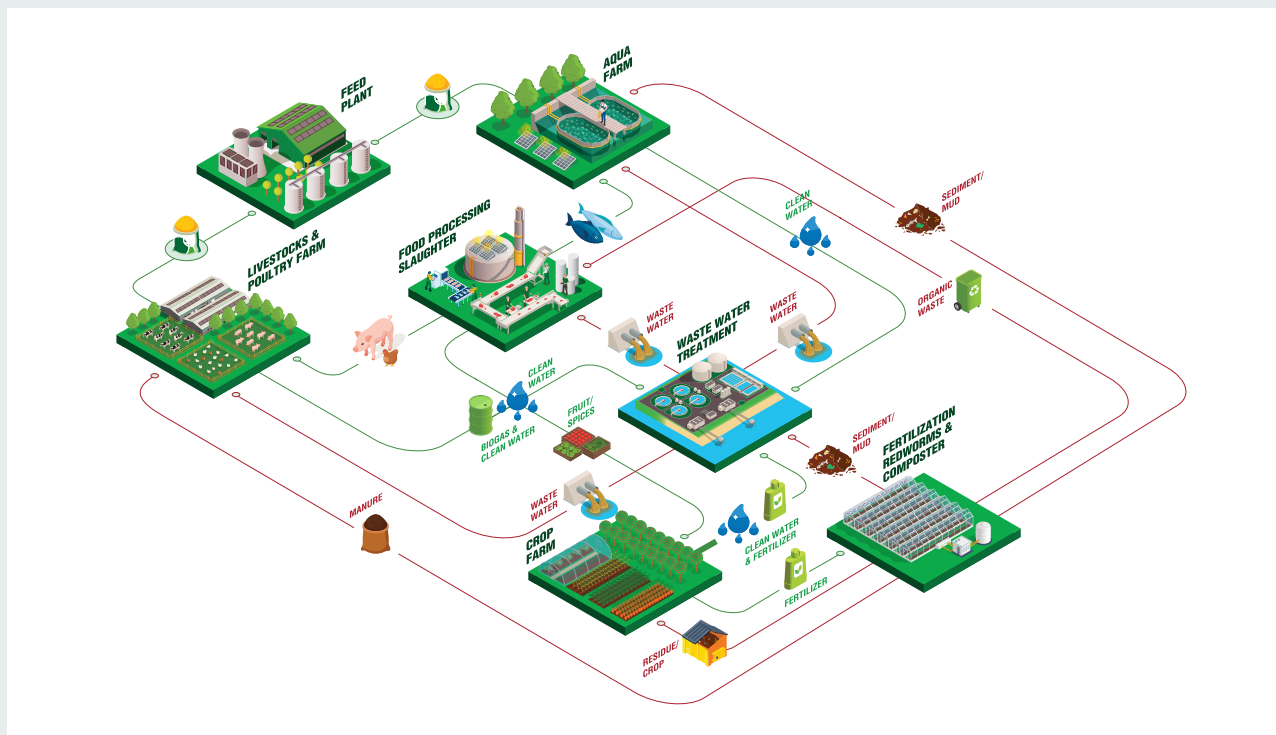 AQUA
FARM
FEED
PLANT
SEDIMENT/
MUD
CLEAN
WATER
FOOD PROCESSING
SLAUGHTER
LIVESTOCKS &
POULTRY FARM
ORGANIC
WASTE
WASTE
WATER
WASTE WATER
TREATMENT
WASTE
WATER
CLEAN
WATER
FRUIT/
SPICES
BIOGAS &
CLEAN WATER
SEDIMENT/
MUD
FERTILIZATION
REDWORMS &
COMPOSTER
MANURE
WASTE
WATER
CROP
FARM
CLEAN WATER
& FERTILIZER
FERTILIZER
RESIDUE/
CROP